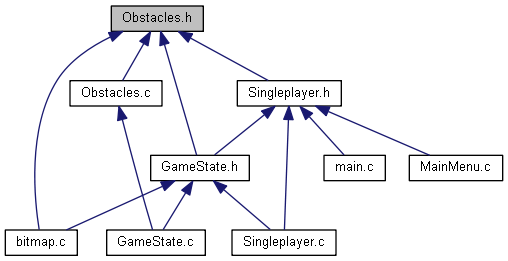 Obstacles.h
Obstacles.c
Singleplayer.h
GameState.h
main.c
MainMenu.c
bitmap.c
GameState.c
Singleplayer.c